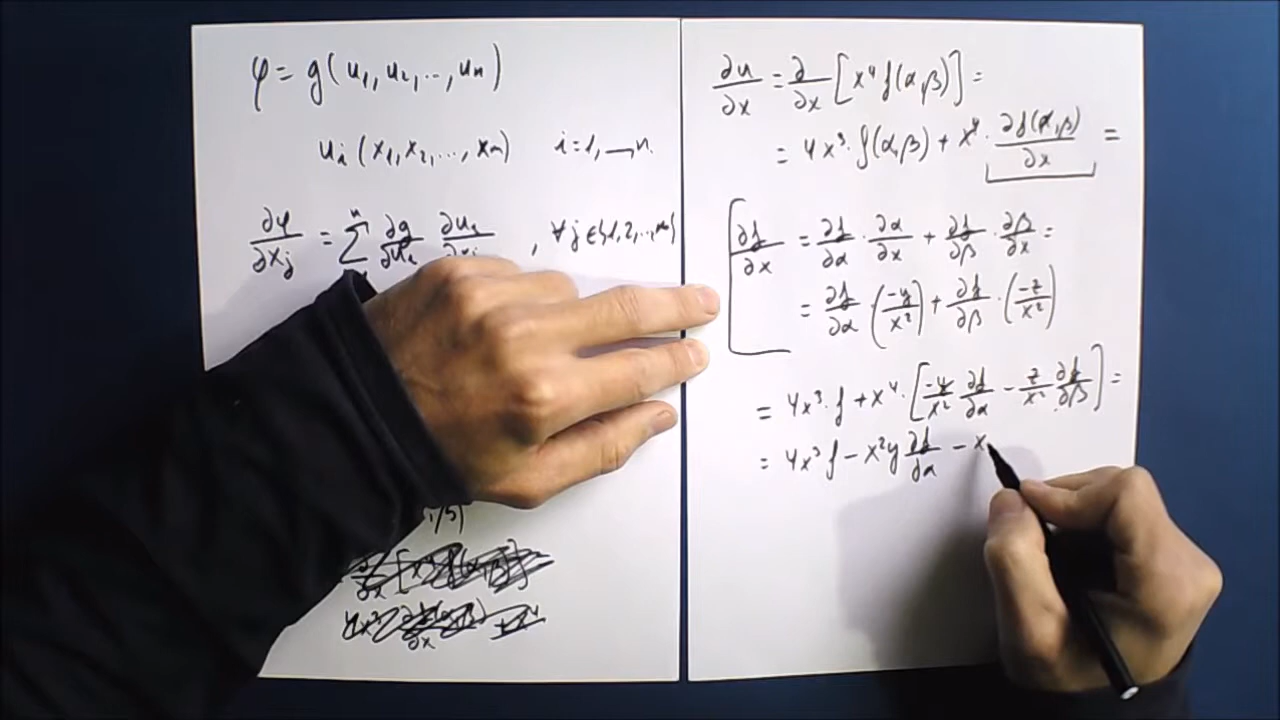 φ = g(u₁, u₂, ..., uₙ)
uᵢ(x₁, x₂, ..., xₘ) i = 1, ..., n.
∂φ/∂xⱼ = Σⁿ ∂g/∂uᵢ ∂uᵢ/∂xⱼ , ∀j∈{1,2,...,m}
∂u/∂x = ∂/∂x [x⁴ f(α,β)] =
= 4x³ · f(α,β) + x⁴ · ∂f(α,β)/∂x =
∂f/∂x = ∂f/∂α · ∂α/∂x + ∂f/∂β · ∂β/∂x =
= ∂f/∂α · (-y/x²) + ∂f/∂β · (-z/x²)
= 4x³ · f + x⁴ · [-y/x² ∂f/∂α - z/x² ∂f/∂β] =
= 4x³ f - x²y ∂f/∂α - x